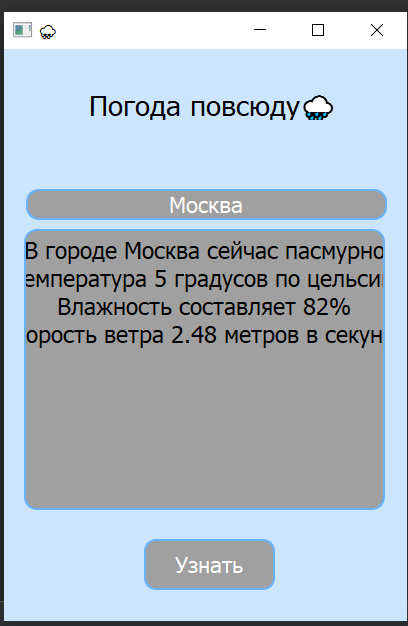 Погода повсюду🌧
Москва
В городе Москва сейчас пасмурно
емпература 5 градусов по цельси
Влажность составляет 82%
орость ветра 2.48 метров в секун
Узнать